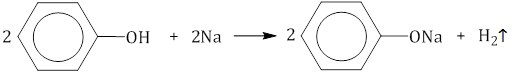 2 OH + 2Na 2 ONa + H₂↑